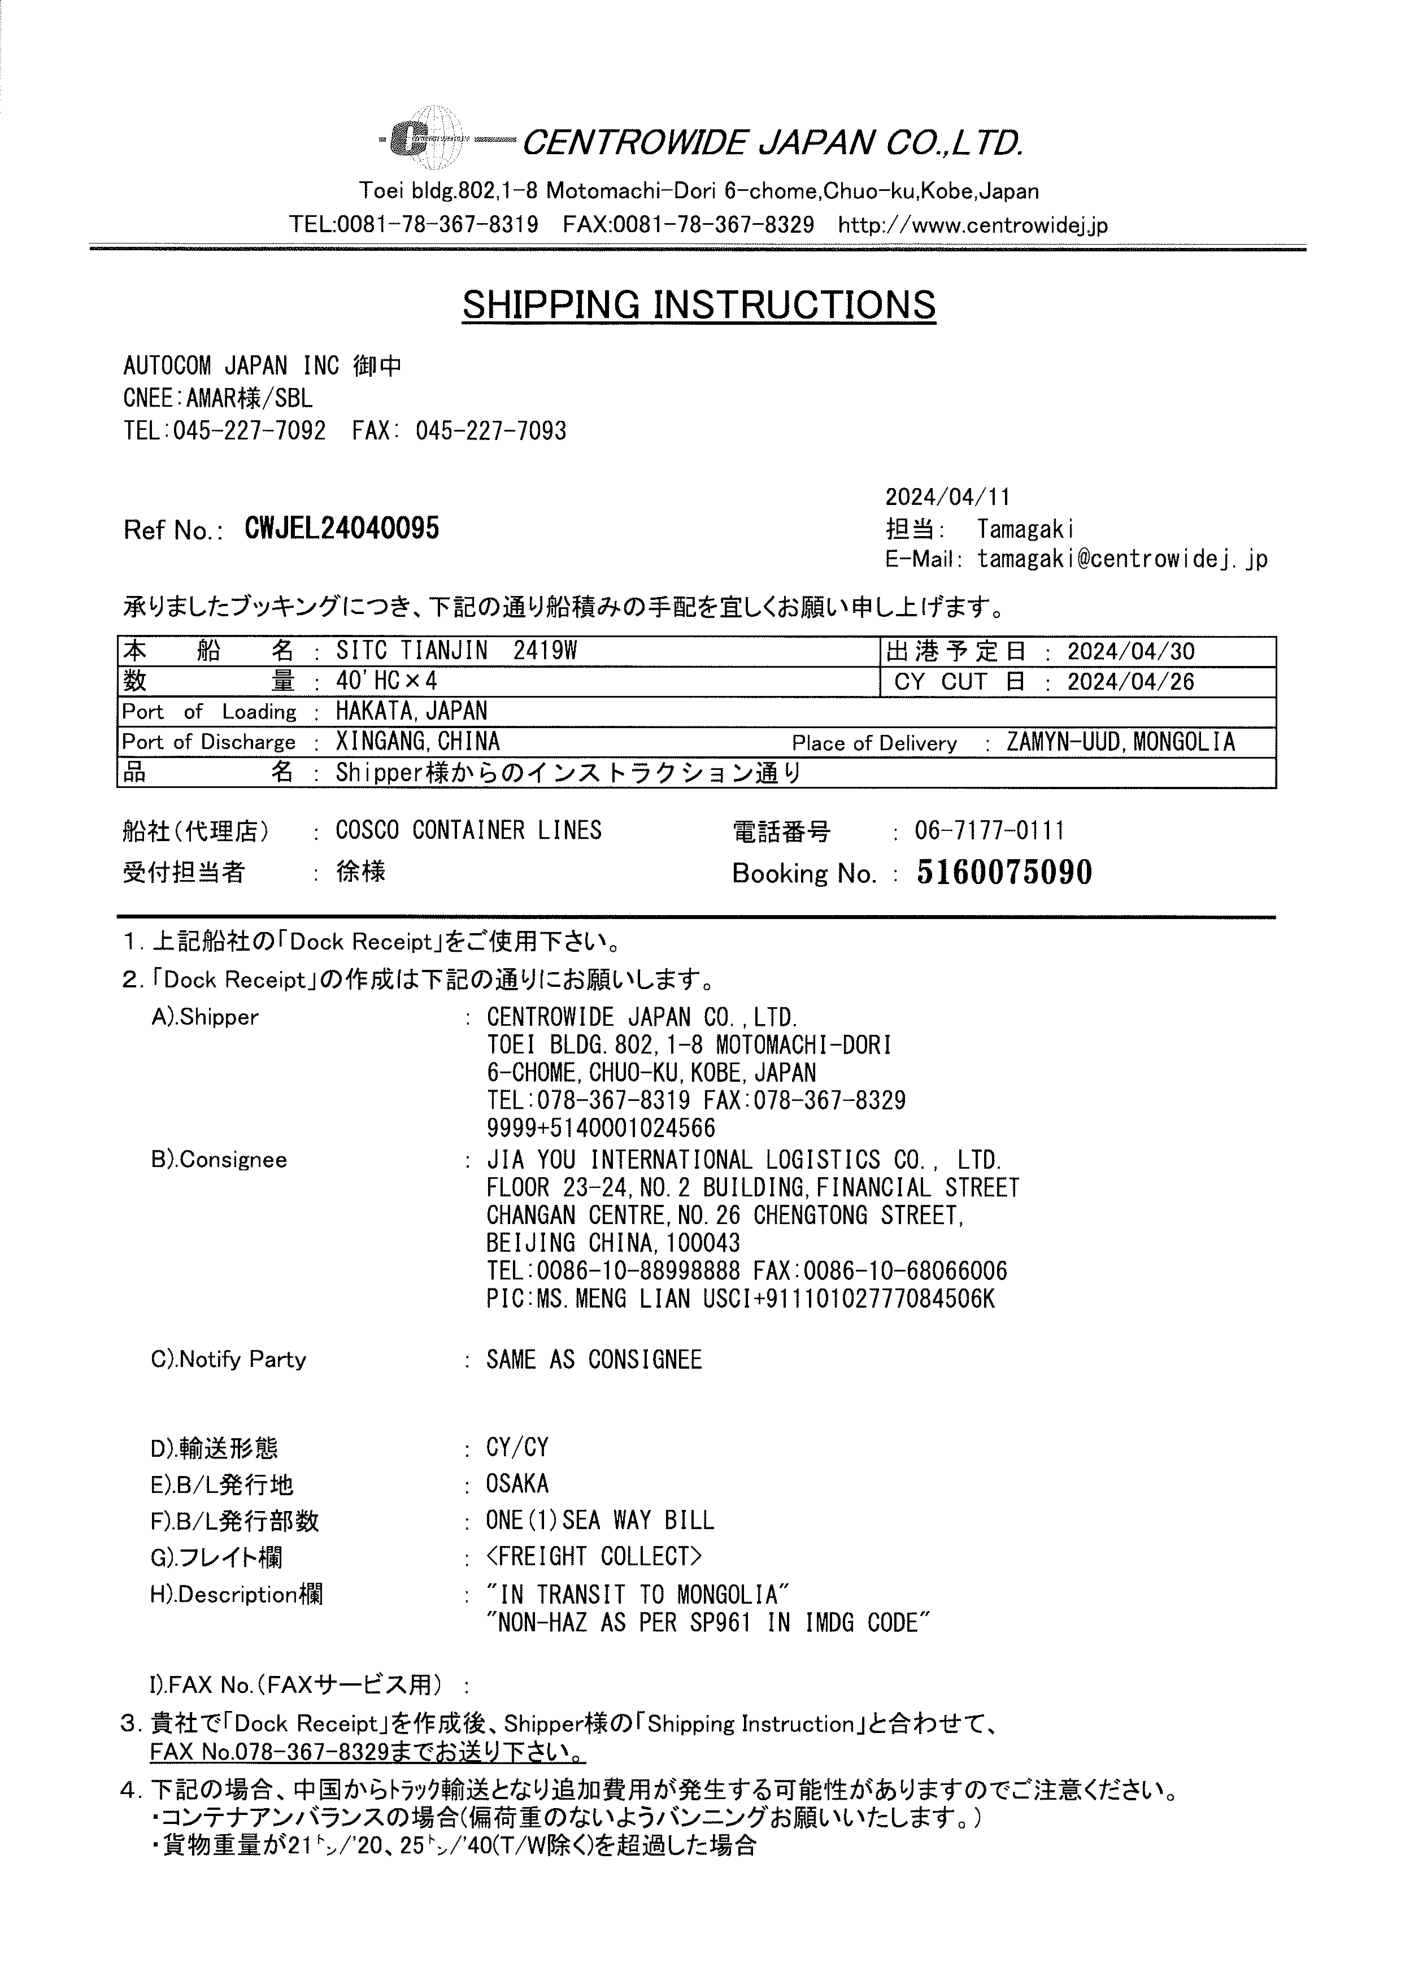 CENTROWIDE JAPAN CO.,LTD.
Toei bldg.802,1-8 Motomachi-Dori 6-chome,Chuo-ku,Kobe,Japan
TEL:0081-78-367-8319 FAX:0081-78-367-8329 http://www.centrowidej.jp
SHIPPING INSTRUCTIONS
AUTOCOM JAPAN INC 御中
CNEE:AMAR様/SBL
TEL:045-227-7092 FAX: 045-227-7093
2024/04/11
Ref No.: CWJEL24040095 担当: Tamagaki
E-Mail: tamagaki@centrowidej.jp
承りましたブッキングにつき、下記の通り船積みの手配を宜しくお願い申し上げます。
本船名 : SITC TIANJIN 2419W 出港予定日 : 2024/04/30
数量 : 40'HC×4 CY CUT 日 : 2024/04/26
Port of Loading : HAKATA,JAPAN
Port of Discharge : XINGANG,CHINA Place of Delivery : ZAMYN-UUD,MONGOLIA
品名 : Shipper様からのインストラクション通り
船社(代理店) : COSCO CONTAINER LINES 電話番号 : 06-7177-0111
受付担当者 : 徐様 Booking No. : 5160075090
1. 上記船社の「Dock Receipt」をご使用下さい。
2.「Dock Receipt」の作成は下記の通りにお願いします。
A).Shipper : CENTROWIDE JAPAN CO.,LTD.
TOEI BLDG.802,1-8 MOTOMACHI-DORI
6-CHOME,CHUO-KU,KOBE,JAPAN
TEL:078-367-8319 FAX:078-367-8329
9999+5140001024566
B).Consignee : JIA YOU INTERNATIONAL LOGISTICS CO., LTD.
FLOOR 23-24,NO.2 BUILDING,FINANCIAL STREET
CHANGAN CENTRE,NO.26 CHENGTONG STREET,
BEIJING CHINA,100043
TEL:0086-10-88998888 FAX:0086-10-68066006
PIC:MS.MENG LIAN USCI+91110102777084506K
C).Notify Party : SAME AS CONSIGNEE
D).輸送形態 : CY/CY
E).B/L発行地 : OSAKA
F).B/L発行部数 : ONE(1)SEA WAY BILL
G).フレイト欄 : <FREIGHT COLLECT>
H).Description欄 : "IN TRANSIT TO MONGOLIA"
"NON-HAZ AS PER SP961 IN IMDG CODE"
I).FAX No.(FAXサービス用) :
3. 貴社で「Dock Receipt」を作成後、Shipper様の「Shipping Instruction」と合わせて、
FAX No.078-367-8329までお送り下さい。
4. 下記の場合、中国からﾄﾗｯｸ輸送となり追加費用が発生する可能性がありますのでご注意ください。
・コンテナアンバランスの場合(偏荷重のないようバンニングお願いいたします。)
・貨物重量が21㌧/'20、25㌧/'40(T/W除く)を超過した場合